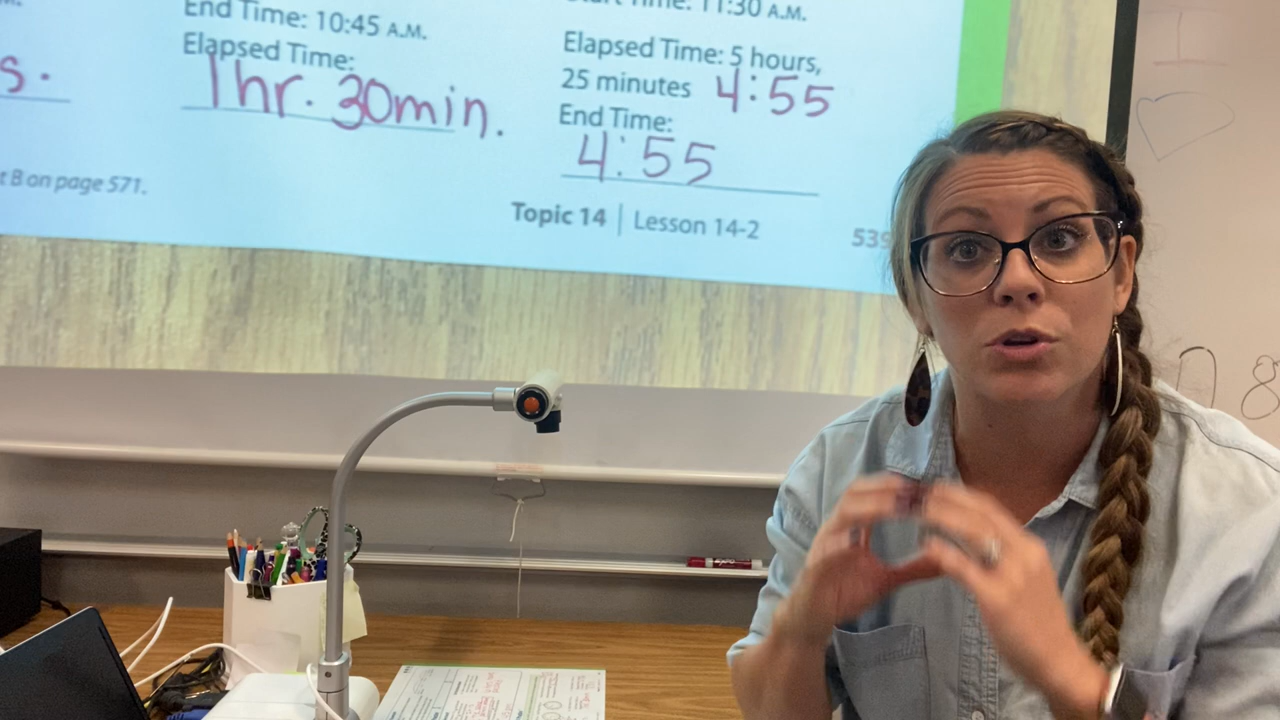 s.
End Time: 10:45 A.M.
Elapsed Time:
1hr. 30min.
t B on page 571.
Start Time: 11:30 A.M.
Elapsed Time: 5 hours,
25 minutes 4:55
End Time:
4:55
Topic 14 | Lesson 14-2
539
I
08